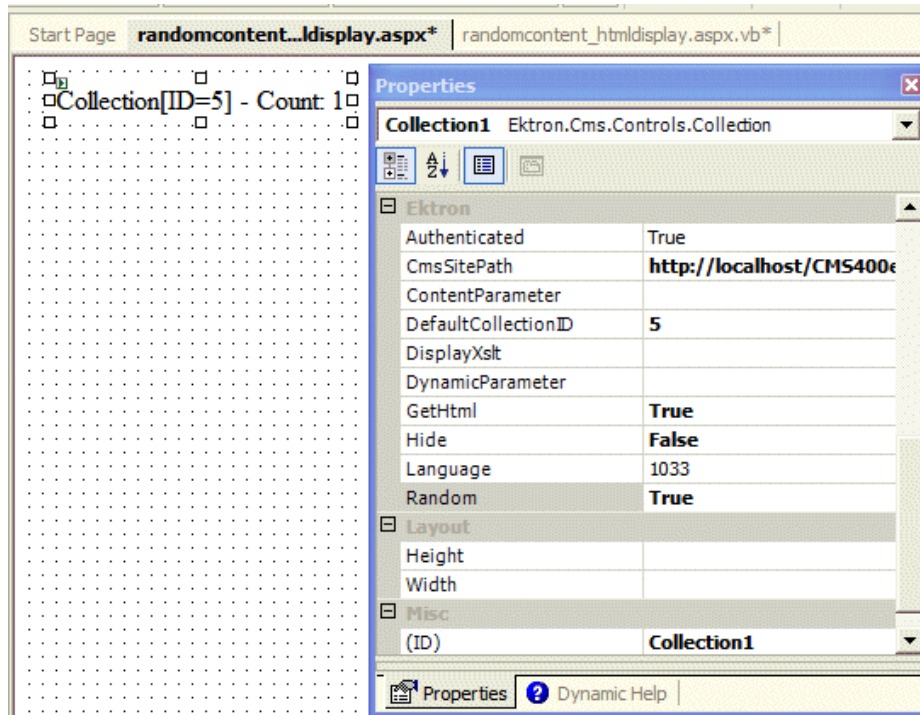 Start Page randomcontent...ldisplay.aspx* randomcontent_htmldisplay.aspx.vb*
Collection[ID=5] - Count: 1
Properties
Collection1 Ektron.Cms.Controls.Collection
Ektron
Authenticated True
CmsSitePath http://localhost/CMS400e
ContentParameter
DefaultCollectionID 5
DisplayXslt
DynamicParameter
GetHtml True
Hide False
Language 1033
Random True
Layout
Height
Width
Misc
(ID) Collection1
Properties Dynamic Help